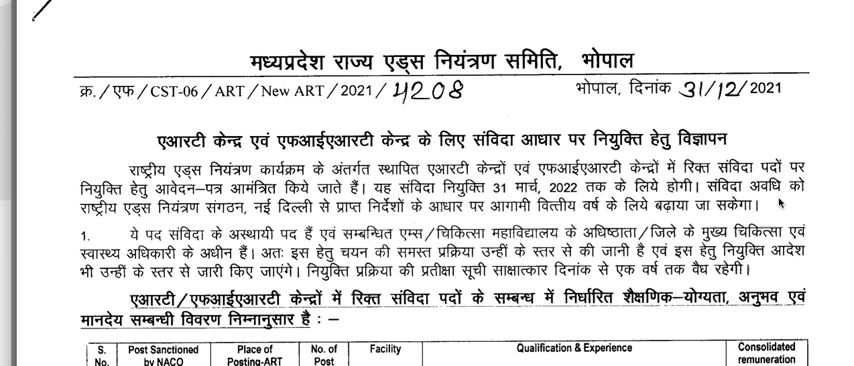 मध्यप्रदेश राज्य एड्स नियंत्रण समिति, भोपाल
क्र./एफ/CST-06/ART/New ART/2021/4208 भोपाल, दिनांक 31/12/2021
एआरटी केन्द्र एवं एफआईएआरटी केन्द्र के लिए संविदा आधार पर नियुक्ति हेतु विज्ञापन
राष्ट्रीय एड्स नियंत्रण कार्यक्रम के अंतर्गत स्थापित एआरटी केन्द्रों एवं एफआईएआरटी केन्द्रों में रिक्त संविदा पदों पर
नियुक्ति हेतु आवेदन–पत्र आमंत्रित किये जाते हैं। यह संविदा नियुक्ति 31 मार्च, 2022 तक के लिये होगी। संविदा अवधि को
राष्ट्रीय एड्स नियंत्रण संगठन, नई दिल्ली से प्राप्त निर्देशों के आधार पर आगामी वित्तीय वर्ष के लिये बढ़ाया जा सकेगा।
1. ये पद संविदा के अस्थायी पद हैं एवं सम्बन्धित एम्स/चिकित्सा महाविद्यालय के अधिष्ठाता/जिले के मुख्य चिकित्सा एवं
स्वास्थ्य अधिकारी के अधीन हैं। अतः इस हेतु चयन की समस्त प्रक्रिया उन्हीं के स्तर से की जानी है एवं इस हेतु नियुक्ति आदेश
भी उन्हीं के स्तर से जारी किए जाएंगे। नियुक्ति प्रक्रिया की प्रतीक्षा सूची साक्षात्कार दिनांक से एक वर्ष तक वैध रहेगी।
एआरटी/एफआईएआरटी केन्द्रों में रिक्त संविदा पदों के सम्बन्ध में निर्धारित शैक्षणिक–योग्यता, अनुभव एवं
मानदेय सम्बन्धी विवरण निम्नानुसार है : –
S. Post Sanctioned Place of No. of Facility Qualification & Experience Consolidated
No. by NACO Posting-ART Post remuneration